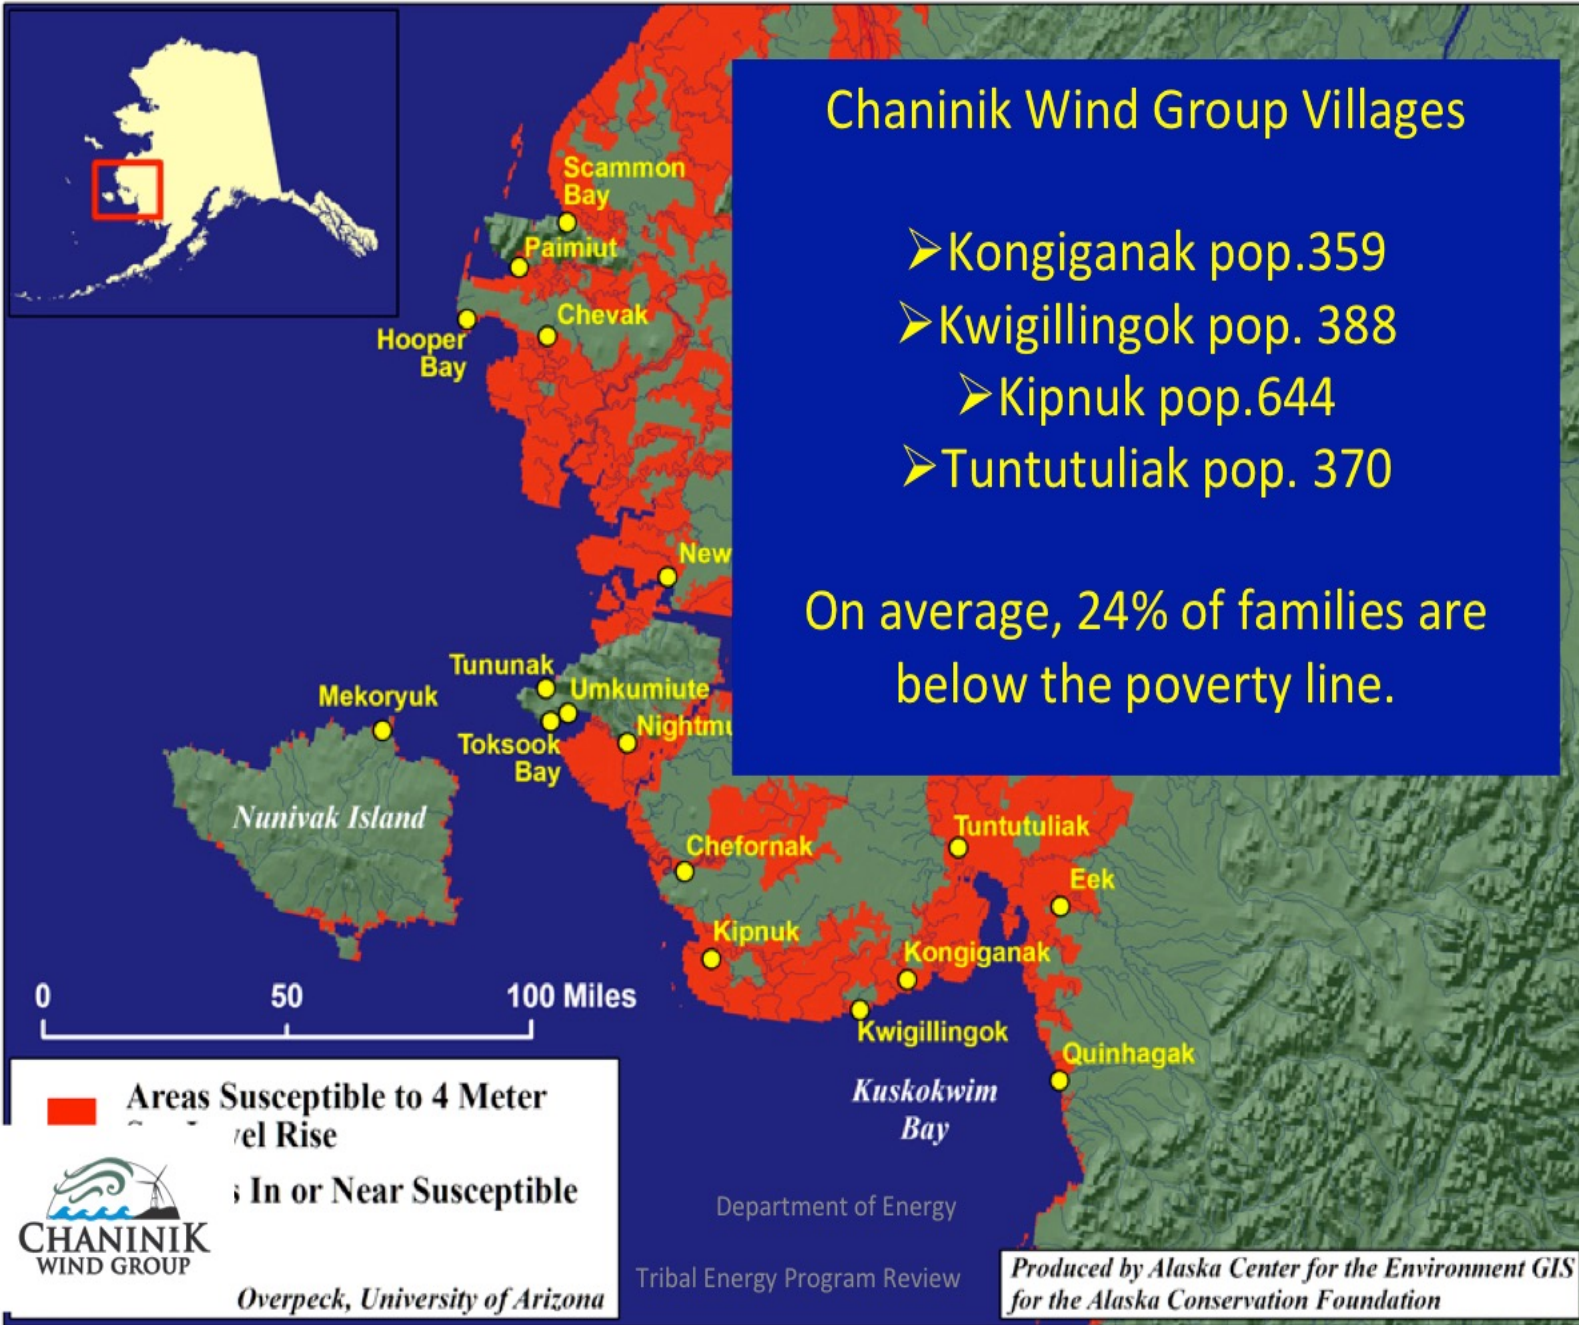 Chaninik Wind Group Villages
➢Kongiganak pop.359
➢Kwigillingok pop. 388
➢Kipnuk pop.644
➢Tuntutuliak pop. 370
On average, 24% of families are
below the poverty line.
Scammon
Bay
Paimiut
Chevak
Hooper
Bay
New
Tununak
Umkumiute
Mekoryuk
Toksook
Bay
Nightmu
Nunivak Island
Chefornak
Tuntutuliak
Eek
Kipnuk
Kongiganak
Kwigillingok
Quinhagak
Kuskokwim
Bay
0 50 100 Miles
Areas Susceptible to 4 Meter
Rise
In or Near Susceptible
CHANINIK
WIND GROUP
Overpeck, University of Arizona
Department of Energy
Tribal Energy Program Review
Produced by Alaska Center for the Environment GIS
for the Alaska Conservation Foundation